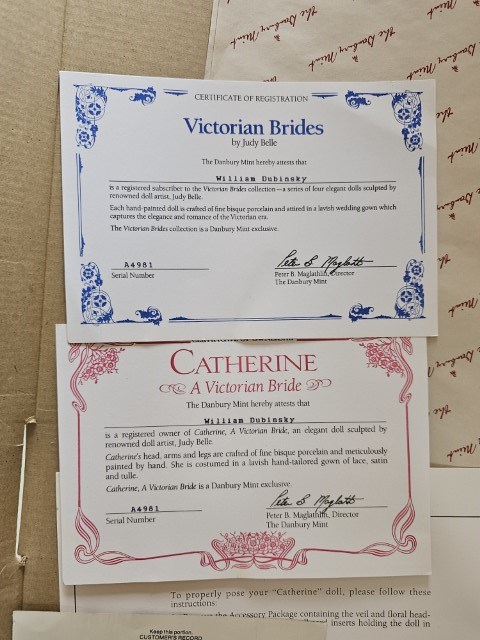 The Danbury Mint
CERTIFICATE OF REGISTRATION
Victorian Brides
by Judy Belle
The Danbury Mint hereby attests that
William Dubinsky
is a registered subscriber to the Victorian Brides collection—a series of four elegant dolls sculpted by
renowned doll artist, Judy Belle.
Each hand-painted doll is crafted of fine bisque porcelain and attired in a lavish wedding gown which
captures the elegance and romance of the Victorian era.
The Victorian Brides collection is a Danbury Mint exclusive.
A4981
Serial Number
Peter B. Maglathlin
Peter B. Maglathlin, Director
The Danbury Mint
CATHERINE
A Victorian Bride
The Danbury Mint hereby attests that
William Dubinsky
is a registered owner of Catherine, A Victorian Bride, an elegant doll sculpted by
renowned doll artist, Judy Belle.
Catherine's head, arms and legs are crafted of fine bisque porcelain and meticulously
painted by hand. She is costumed in a lavish hand-tailored gown of lace, satin
and tulle.
Catherine, A Victorian Bride is a Danbury Mint exclusive.
A4981
Serial Number
Peter B. Maglathlin
Peter B. Maglathlin, Director
The Danbury Mint
To properly pose your "Catherine" doll, please follow these
instructions:
the Accessory Package containing the veil and floral head-
inserts holding the doll in
Keep this portion.
CUSTOMER'S RECORD